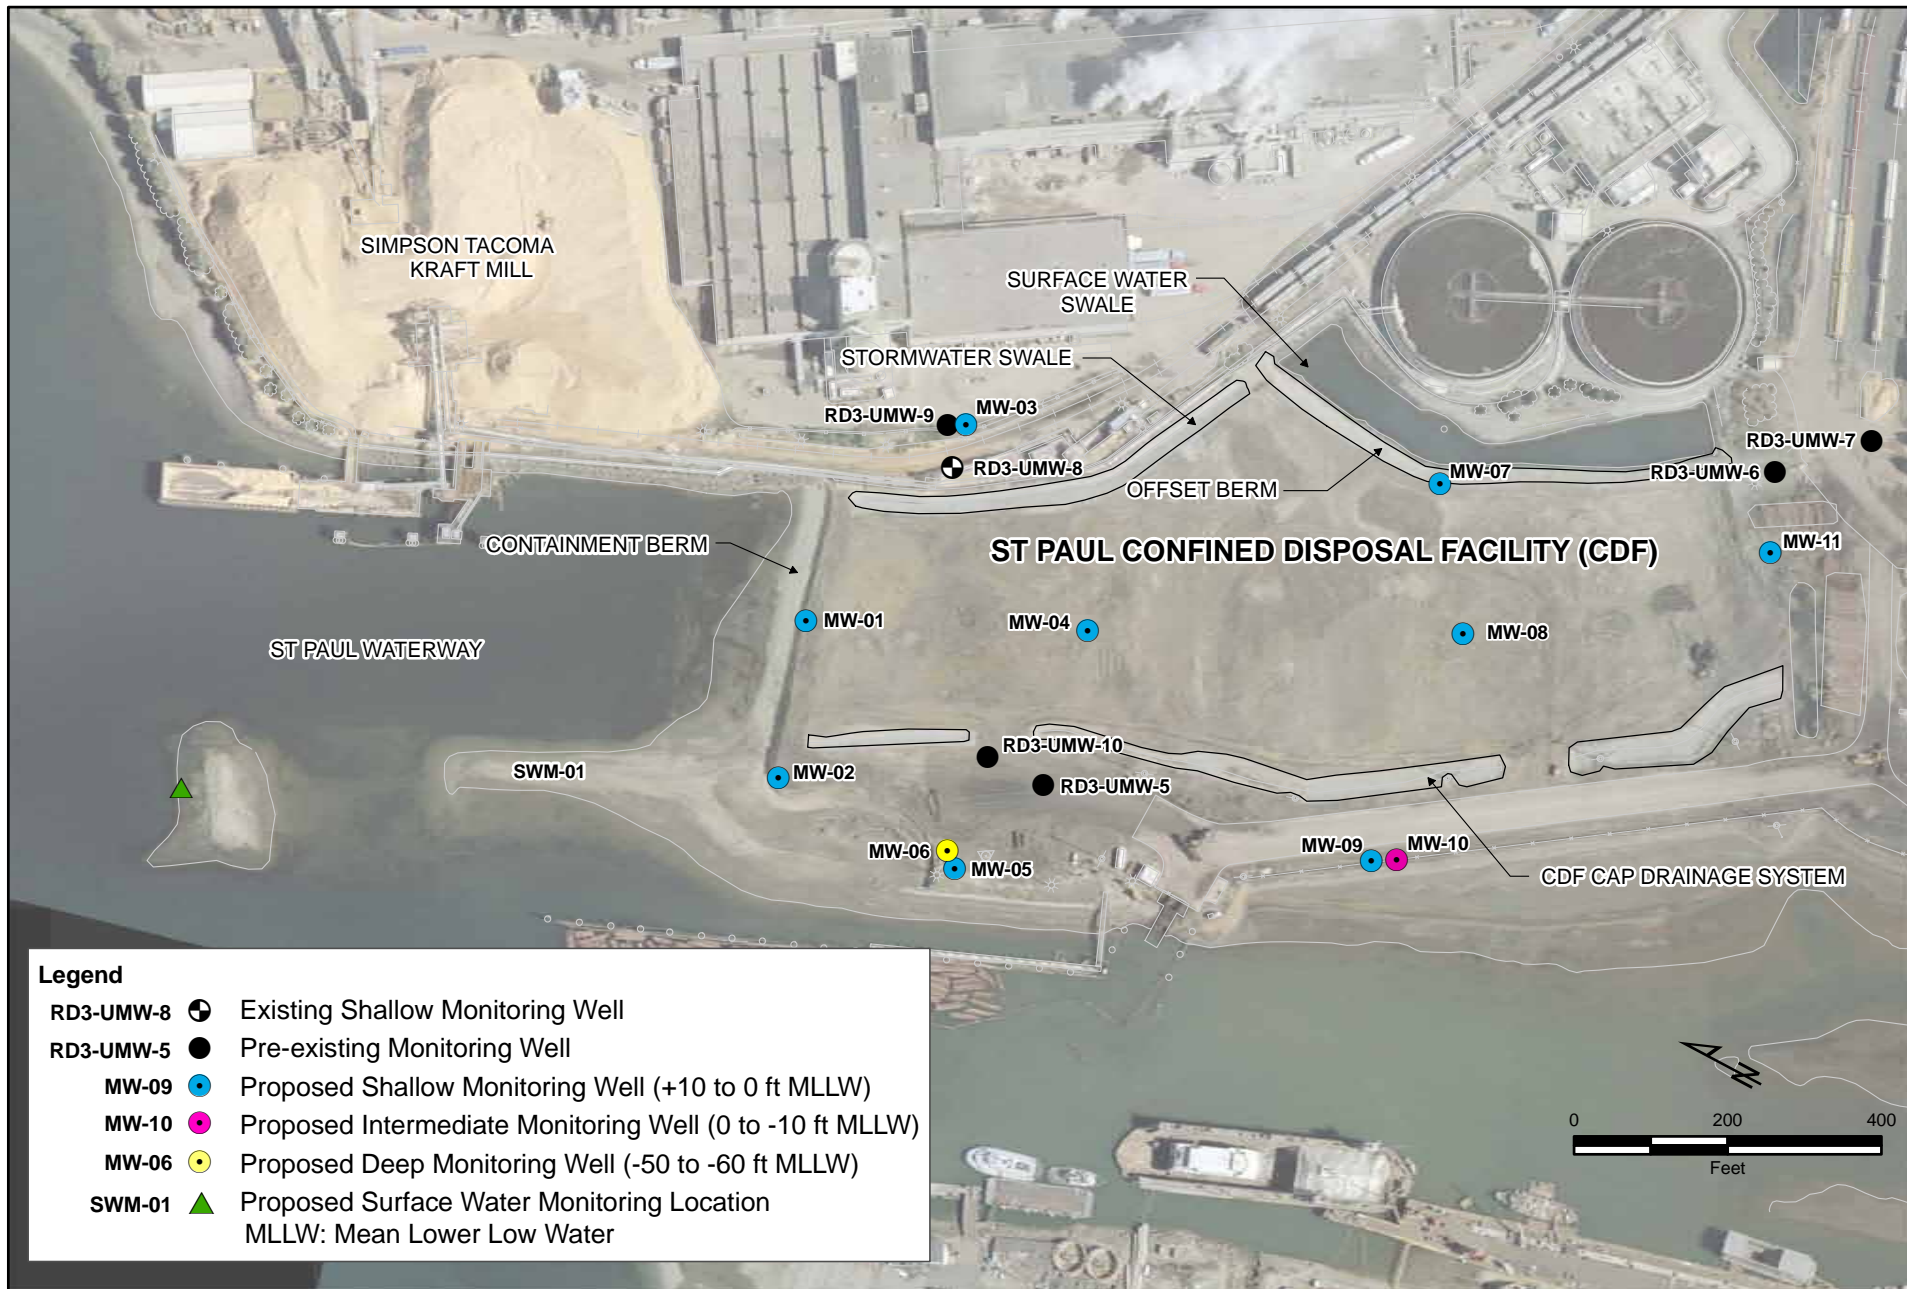 SIMPSON TACOMA
KRAFT MILL
SURFACE WATER
SWALE
STORMWATER SWALE
RD3-UMW-9
MW-03
RD3-UMW-8
RD3-UMW-7
RD3-UMW-6
MW-07
OFFSET BERM
CONTAINMENT BERM
ST PAUL CONFINED DISPOSAL FACILITY (CDF)
MW-11
MW-01
MW-04
MW-08
ST PAUL WATERWAY
RD3-UMW-10
SWM-01
MW-02
RD3-UMW-5
MW-06
MW-05
MW-09
MW-10
CDF CAP DRAINAGE SYSTEM
Legend
RD3-UMW-8 Existing Shallow Monitoring Well
RD3-UMW-5 Pre-existing Monitoring Well
MW-09 Proposed Shallow Monitoring Well (+10 to 0 ft MLLW)
MW-10 Proposed Intermediate Monitoring Well (0 to -10 ft MLLW)
MW-06 Proposed Deep Monitoring Well (-50 to -60 ft MLLW)
SWM-01 Proposed Surface Water Monitoring Location
MLLW: Mean Lower Low Water
N
0 200 400
Feet